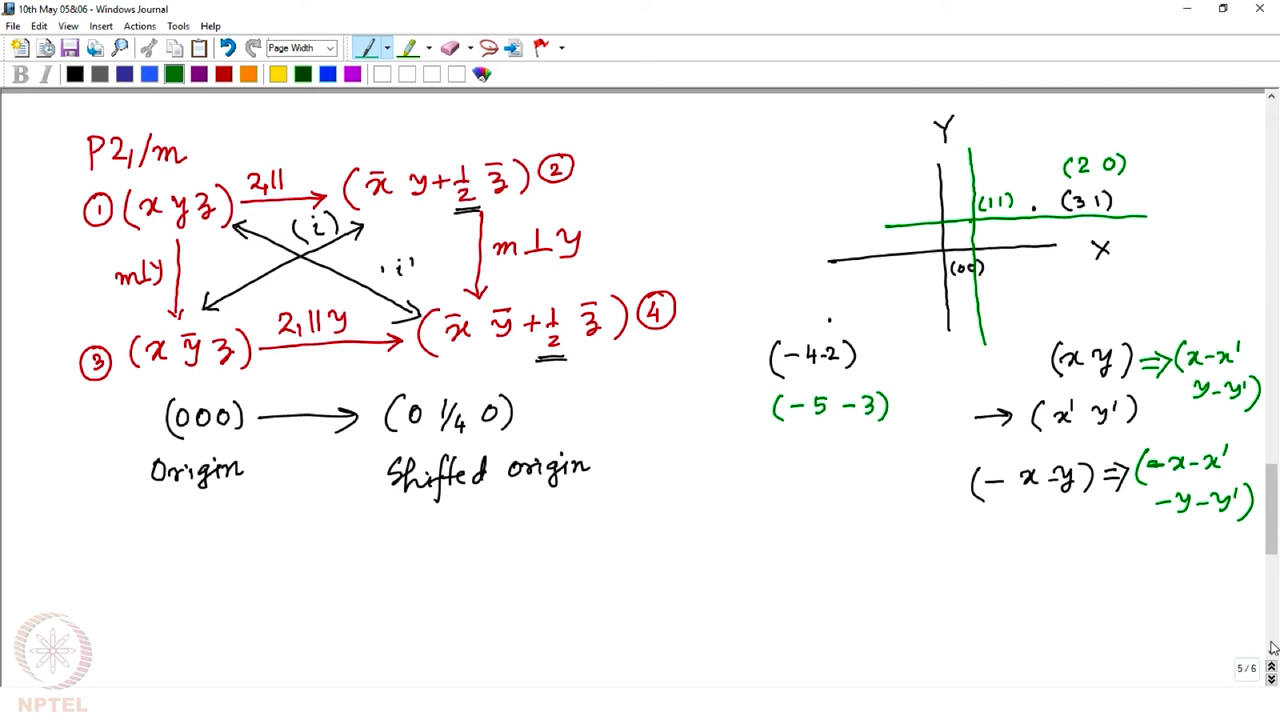 10th May 05&06 - Windows Journal
File Edit View Insert Actions Tools Help
Page Width
B I
P2₁/m
① (x y z) 2₁|| (x̄ y+½ z̄) ②
(i)
m⊥y
'i'
m⊥y
③ (x ȳ z) 2₁||y (x̄ ȳ+½ z̄) ④
(000) ⟶ (0 ¼ 0)
Origin Shifted origin
Y
(2 0)
(11) . (3 1)
X
(00)
(-4-2)
(-5 -3)
(x y) ⇒ (x-x'
y-y')
→ (x' y')
(- x -y) ⇒ (-x-x'
-y-y')
5 / 6
NPTEL